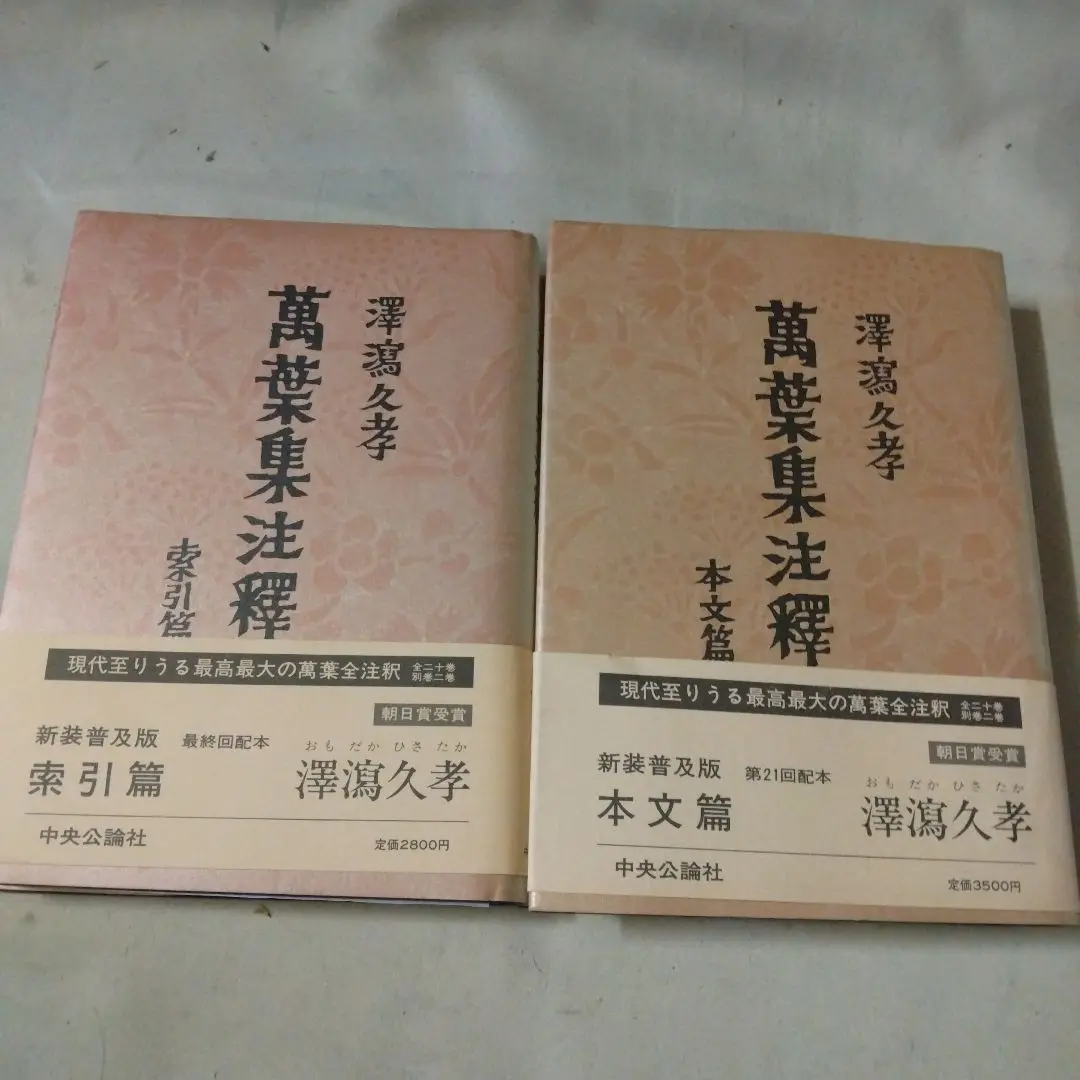 澤瀉久孝
萬葉集注釋
索引篇
現代至りうる最高最大の萬葉全注釈 全二十巻
別巻二巻
朝日賞受賞
新装普及版 最終回配本
索引篇
おもだか ひさたか
澤瀉久孝
中央公論社
定価2800円
澤瀉久孝
萬葉集注釋
本文篇
現代至りうる最高最大の萬葉全注釈 全二十巻
別巻二巻
朝日賞受賞
新装普及版 第21回配本
本文篇
おもだか ひさたか
澤瀉久孝
中央公論社
定価3500円